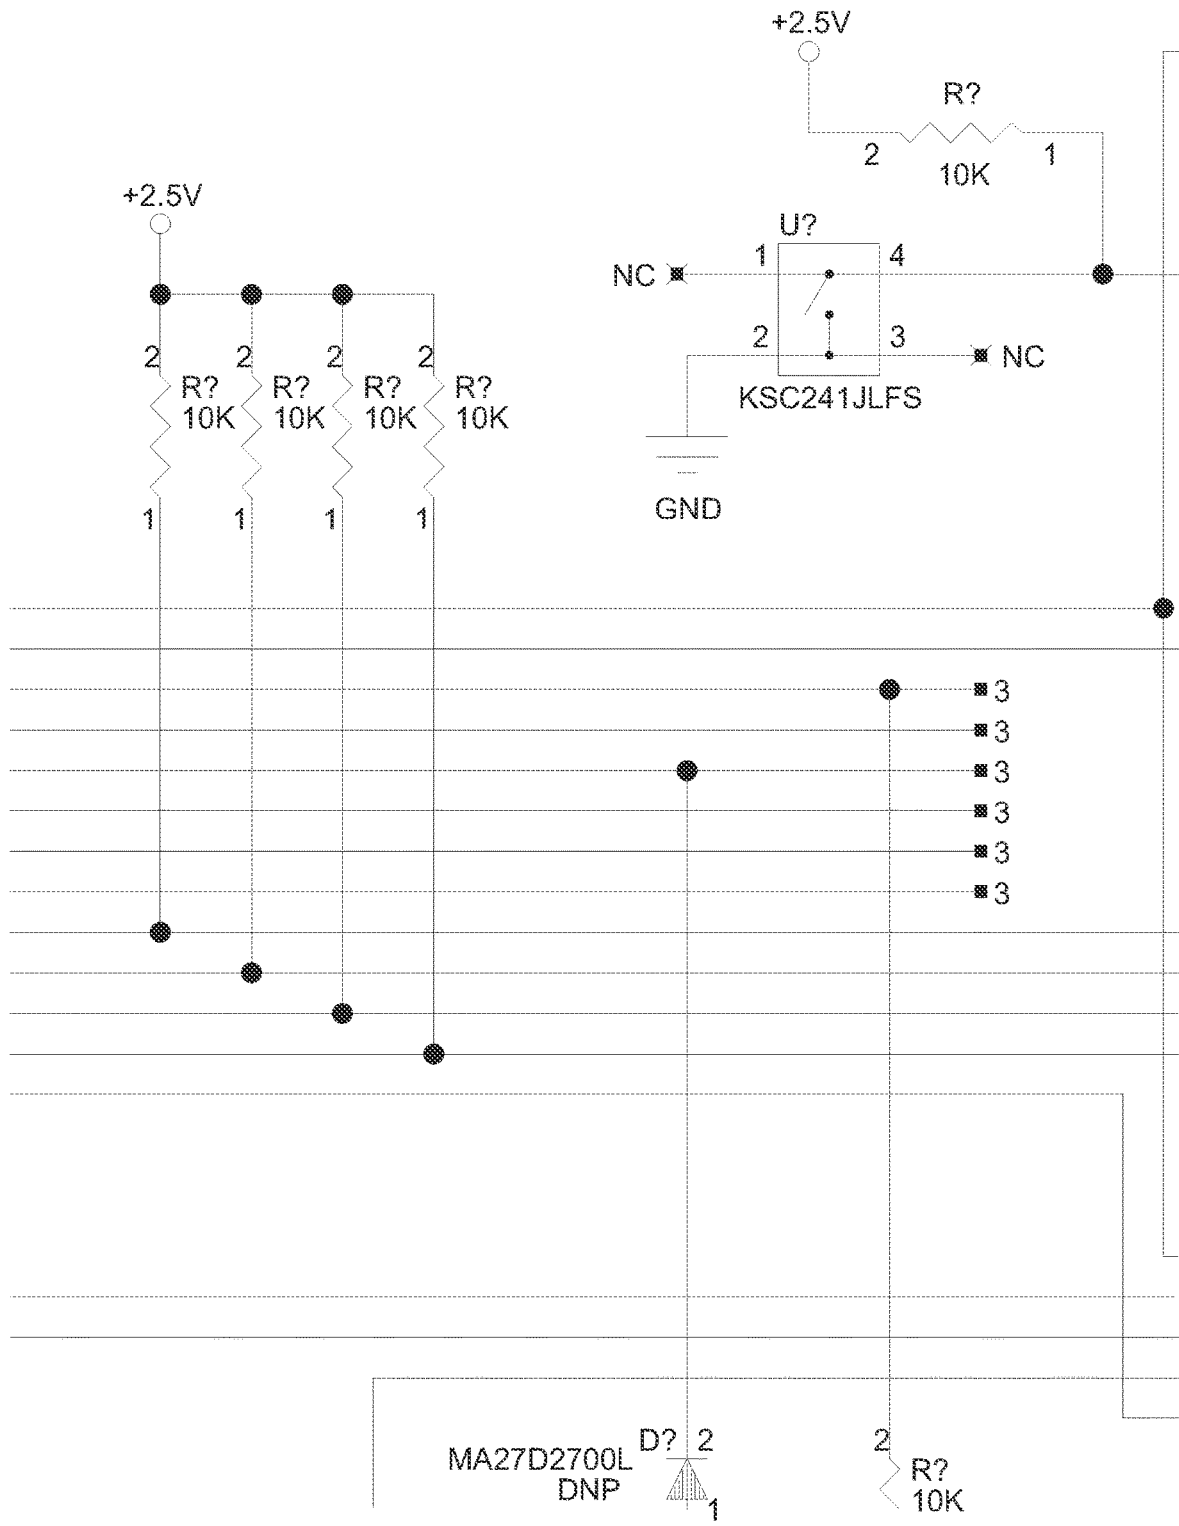 +2.5V
R?
2 1
10K
+2.5V
U?
1 4
NC
2 3
NC
KSC241JLFS
GND
2 2 2 2
R? R? R? R?
10K 10K 10K 10K
1 1 1 1
3
3
3
3
3
3
D? 2
MA27D2700L
DNP
1
2
R?
10K